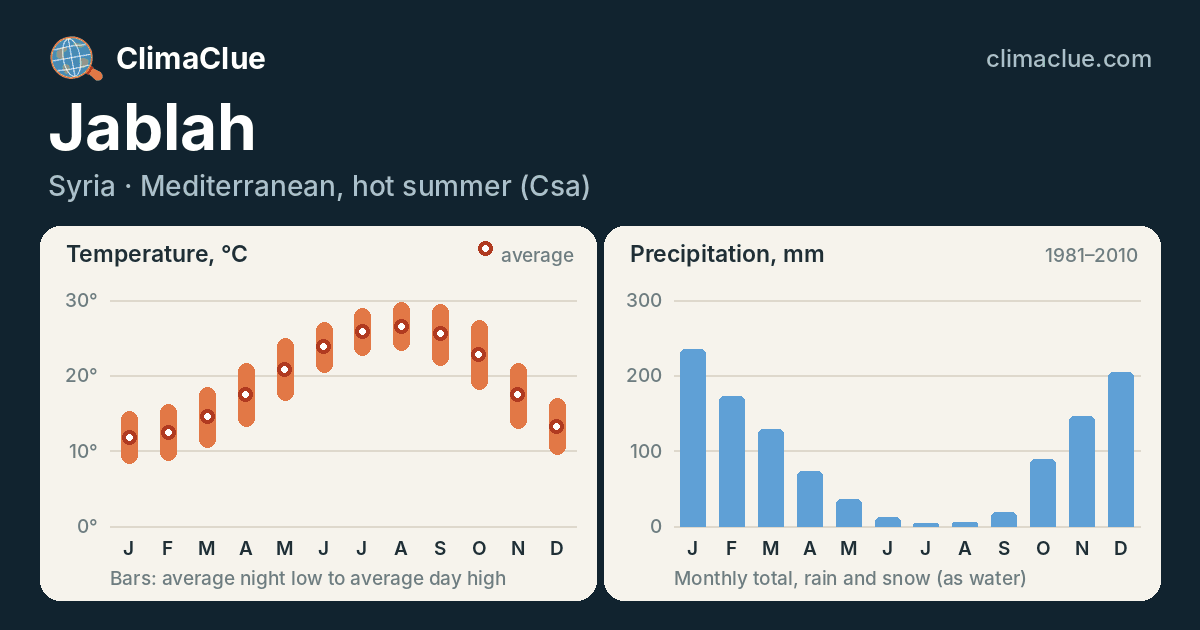 ClimaClue
climaclue.com
Jablah
Syria · Mediterranean, hot summer (Csa)
Temperature, °C
average
30°
20°
10°
0°
J F M A M J J A S O N D
Bars: average night low to average day high
Precipitation, mm
1981–2010
300
200
100
0
J F M A M J J A S O N D
Monthly total, rain and snow (as water)